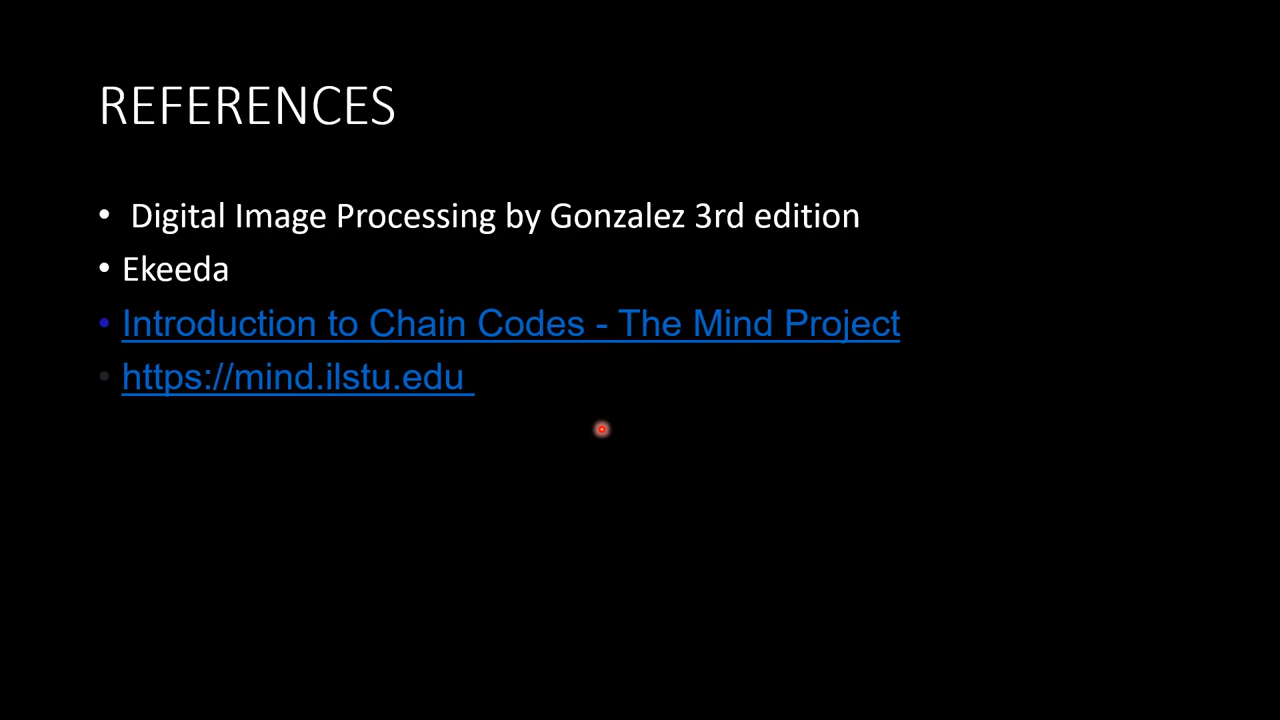 REFERENCES
• Digital Image Processing by Gonzalez 3rd edition
• Ekeeda
• Introduction to Chain Codes - The Mind Project
• https://mind.ilstu.edu